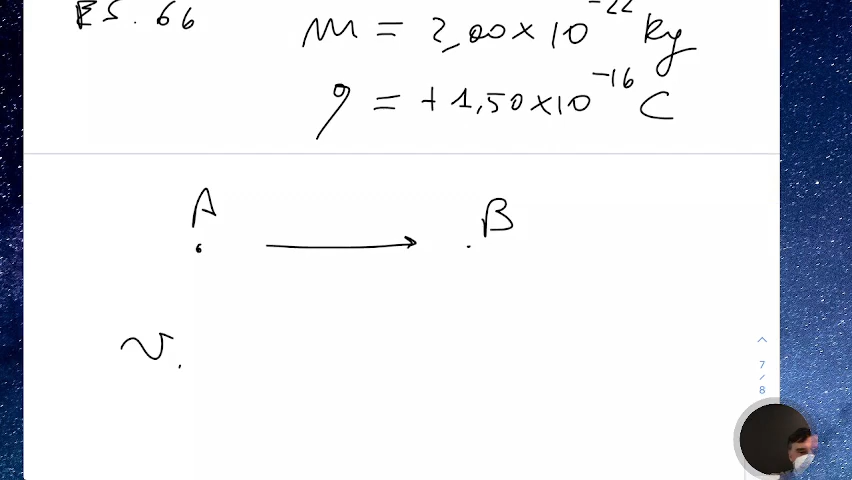 ES. 66
m = 2,00 × 10⁻²² kg
q = + 1,50 × 10⁻¹⁶ C
A
B
v.
7
/
8